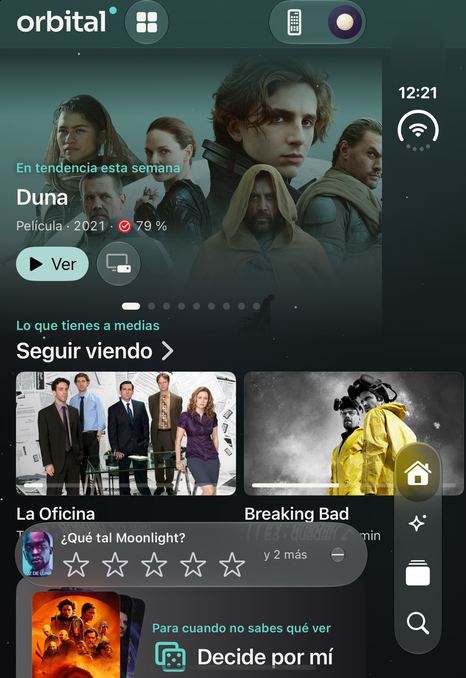 orbital
12:21
En tendencia esta semana
Duna
Película · 2021 · 79 %
Ver
Lo que tienes a medias
Seguir viendo
La Oficina
Breaking Bad
min
¿Qué tal Moonlight?
y 2 más
Para cuando no sabes qué ver
Decide por mí